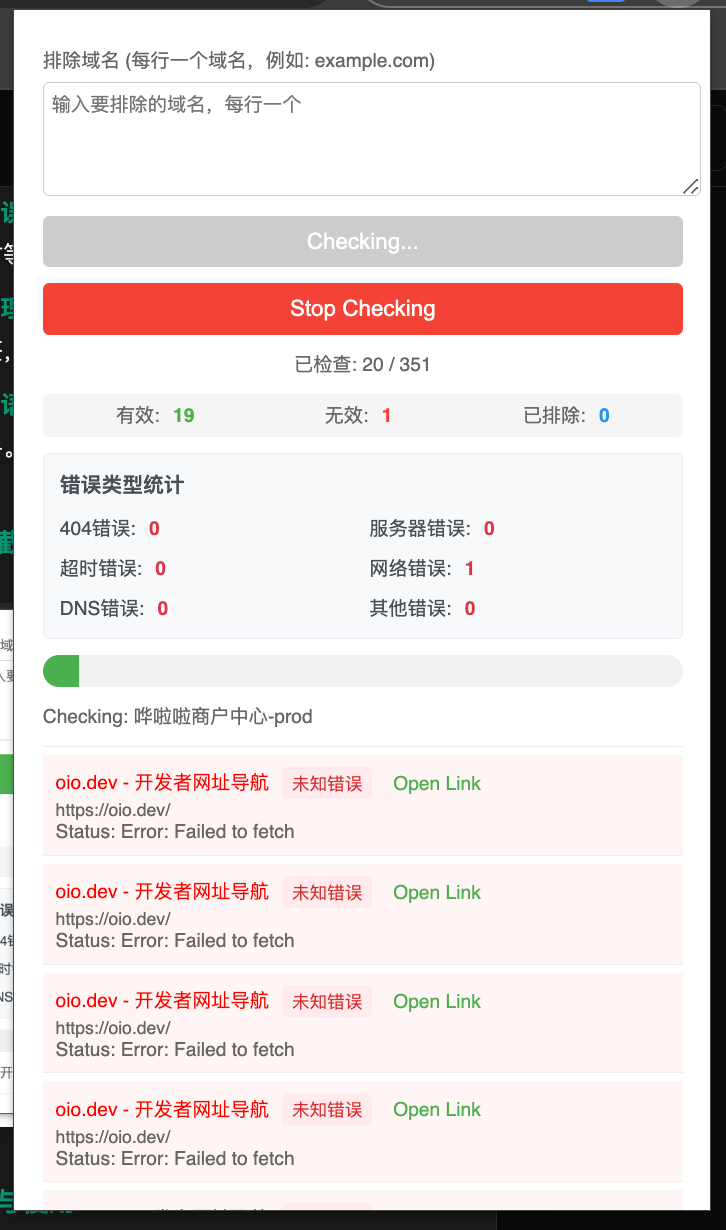 排除域名 (每行一个域名，例如: example.com)
输入要排除的域名，每行一个
Checking...
Stop Checking
已检查: 20 / 351
有效: 19 无效: 1 已排除: 0
错误类型统计
404错误: 0 服务器错误: 0
超时错误: 0 网络错误: 1
DNS错误: 0 其他错误: 0
Checking: 哗啦啦商户中心-prod
oio.dev - 开发者网址导航 未知错误 Open Link
https://oio.dev/
Status: Error: Failed to fetch
oio.dev - 开发者网址导航 未知错误 Open Link
https://oio.dev/
Status: Error: Failed to fetch
oio.dev - 开发者网址导航 未知错误 Open Link
https://oio.dev/
Status: Error: Failed to fetch
oio.dev - 开发者网址导航 未知错误 Open Link
https://oio.dev/
Status: Error: Failed to fetch